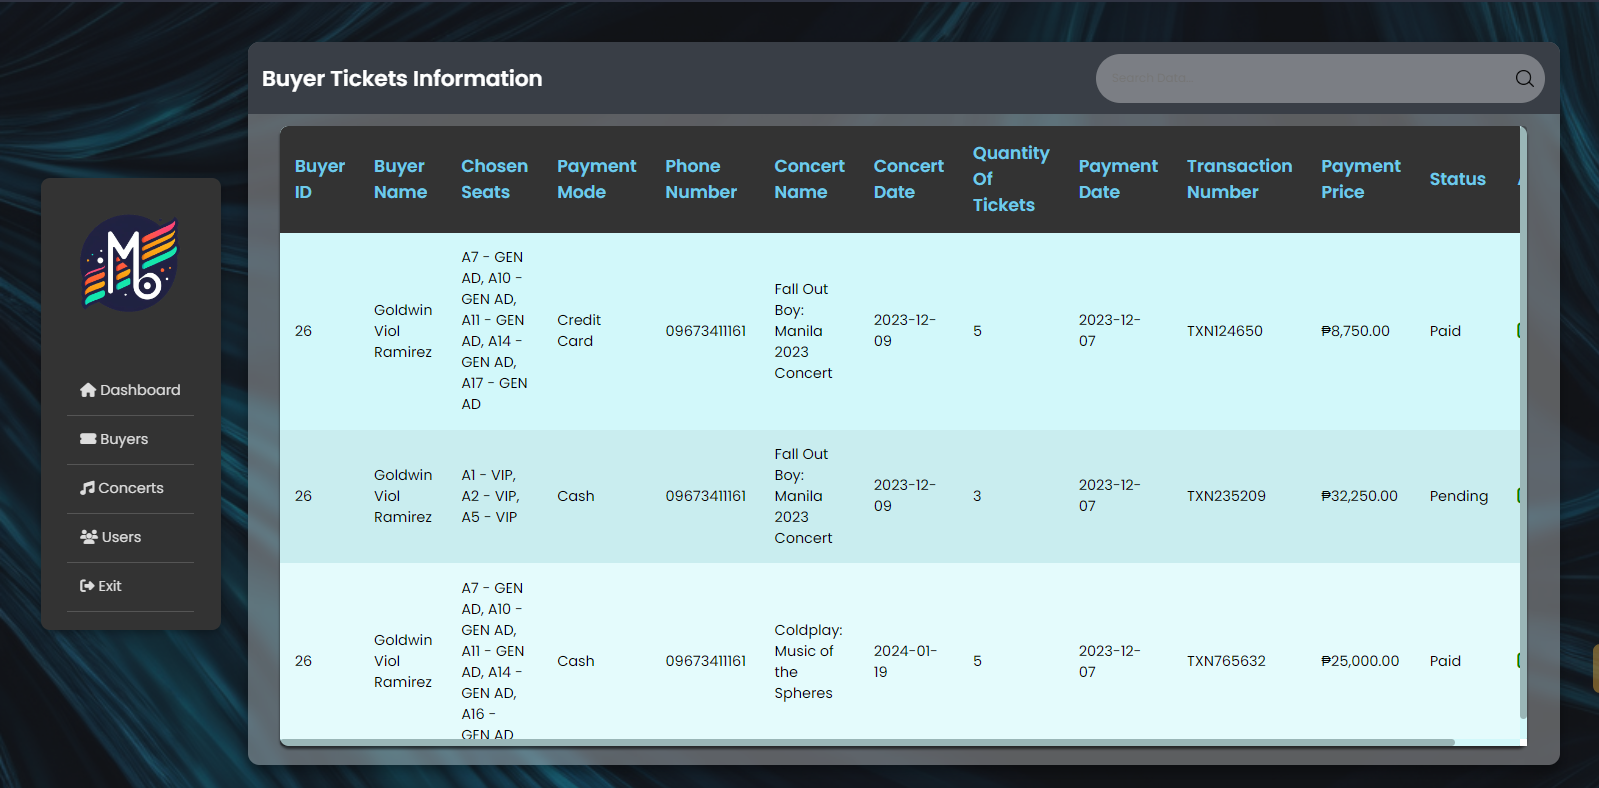 Buyer Tickets Information
Dashboard
Buyers
Concerts
Users
Exit
Buyer ID
Buyer Name
Chosen Seats
Payment Mode
Phone Number
Concert Name
Concert Date
Quantity Of Tickets
Payment Date
Transaction Number
Payment Price
Status
26
Goldwin Viol Ramirez
A7 - GEN AD, A10 - GEN AD, A11 - GEN AD, A14 - GEN AD, A17 - GEN AD
Credit Card
09673411161
Fall Out Boy: Manila 2023 Concert
2023-12-09
5
2023-12-07
TXN124650
₱8,750.00
Paid
26
Goldwin Viol Ramirez
A1 - VIP, A2 - VIP, A5 - VIP
Cash
09673411161
Fall Out Boy: Manila 2023 Concert
2023-12-09
3
2023-12-07
TXN235209
₱32,250.00
Pending
26
Goldwin Viol Ramirez
A7 - GEN AD, A10 - GEN AD, A11 - GEN AD, A14 - GEN AD, A16 - GEN AD
Cash
09673411161
Coldplay: Music of the Spheres
2024-01-19
5
2023-12-07
TXN765632
₱25,000.00
Paid